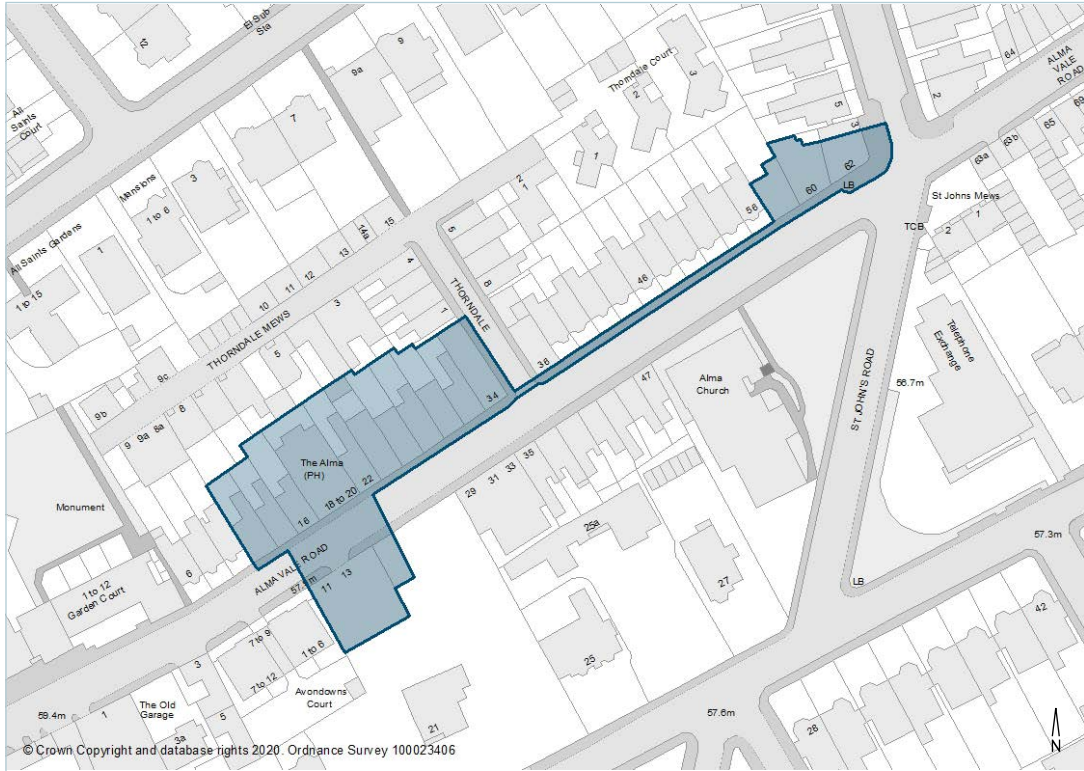 El Sub
Sta
12
9
9a
Thorndale Court
3
2
1
5
3
2
64
ALMA
VALE
ROAD
69
65
63b
63a
All
Saints
Court
7
Mansions
3
1 to 6
All Saints Gardens
1
1 to 15
2
1
5
15
14a
13
12
11
10
4
THORNDALE
8
56
60
62
LB
St Johns Mews
1
2
TCB
46
THORNDALE MEWS
3
1
5
9c
9b
9
9a
8a
8
36
34
47
Alma
Church
ST JOHN'S ROAD
56.7m
Telephone
Exchange
The Alma
(PH)
22
18 to 20
16
35
33
31
29
25a
Monument
6
ALMA VALE ROAD
11
13
27
57.3m
LB
1 to 12
Garden Court
7 to 9
1 to 6
7 to 12
25
42
3
Avondowns
Court
The Old
Garage
5
1
3a
59.4m
21
57.6m
28
© Crown Copyright and database rights 2020. Ordnance Survey 100023406
N